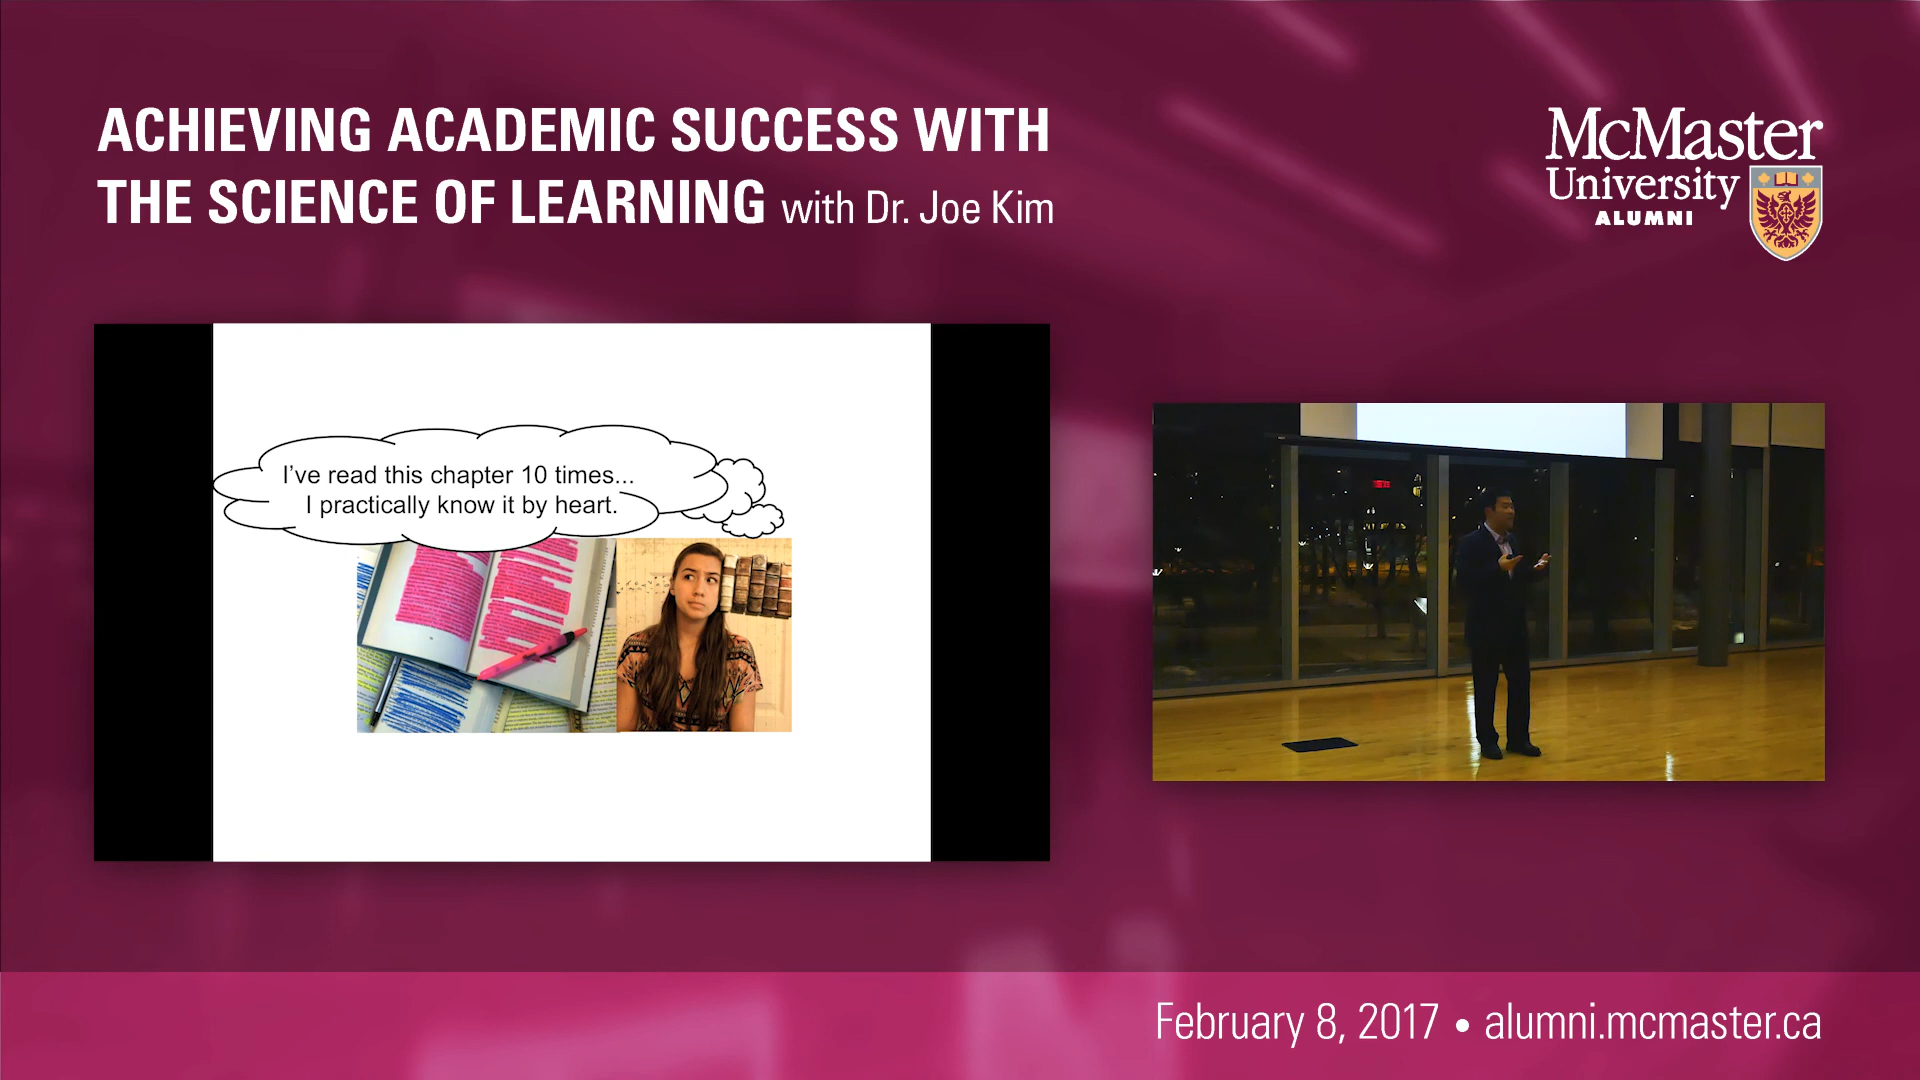 ACHIEVING ACADEMIC SUCCESS WITH
THE SCIENCE OF LEARNING with Dr. Joe Kim
McMaster
University
ALUMNI
I've read this chapter 10 times...
I practically know it by heart.
February 8, 2017 • alumni.mcmaster.ca